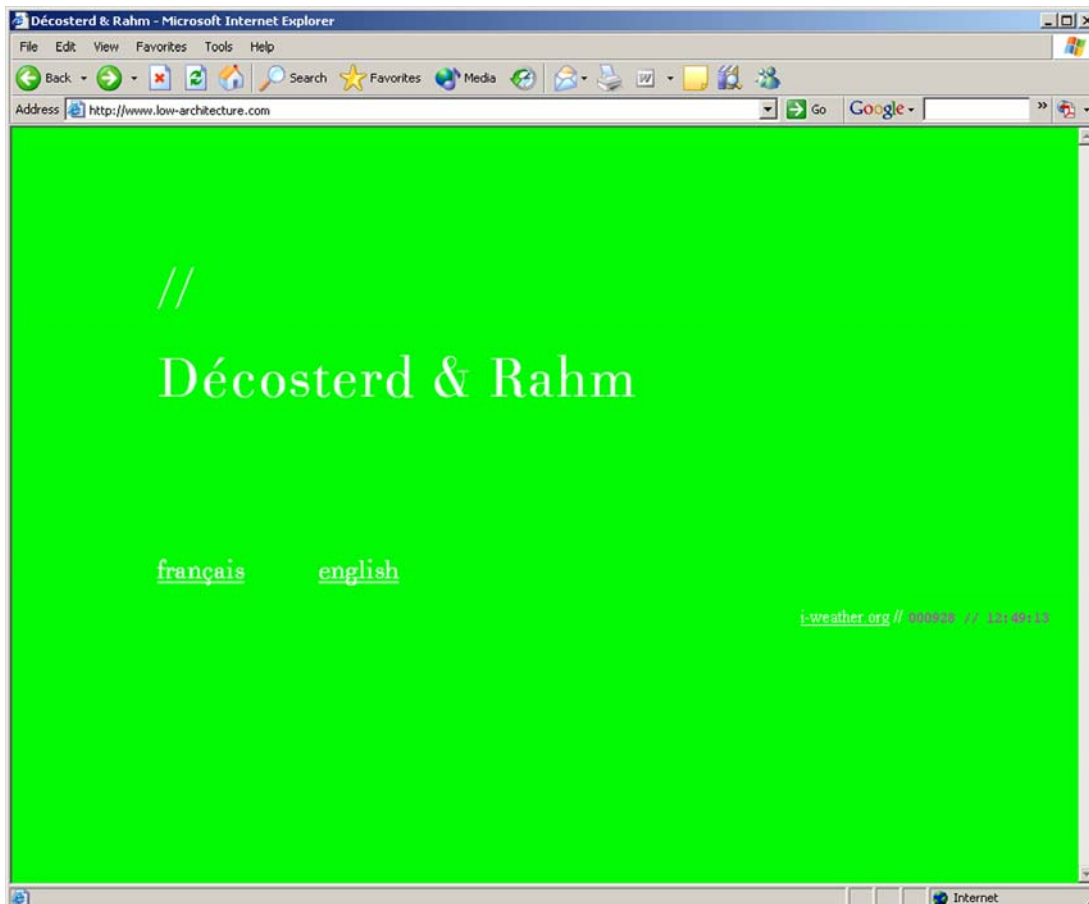 Décosterd & Rahm - Microsoft Internet Explorer
File Edit View Favorites Tools Help
Back Search Favorites Media
Address http://www.low-architecture.com Go Google »
//
Décosterd & Rahm
français english
i-weather.org // 000928 // 12:49:13
Internet